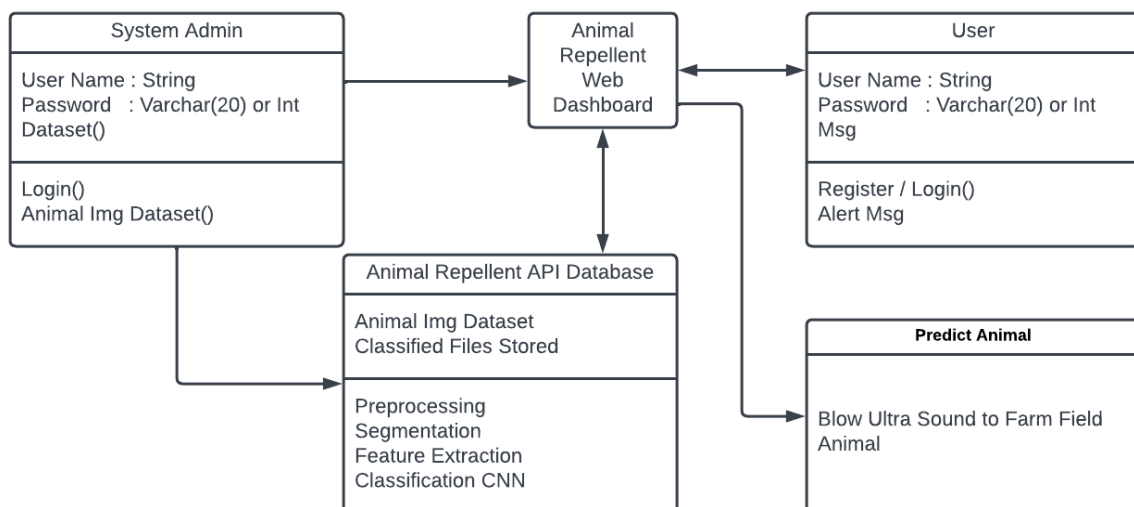 System Admin
User Name : String
Password : Varchar(20) or Int
Dataset()
Login()
Animal Img Dataset()
Animal
Repellent
Web
Dashboard
User
User Name : String
Password : Varchar(20) or Int
Msg
Register / Login()
Alert Msg
Animal Repellent API Database
Animal Img Dataset
Classified Files Stored
Preprocessing
Segmentation
Feature Extraction
Classification CNN
Predict Animal
Blow Ultra Sound to Farm Field
Animal